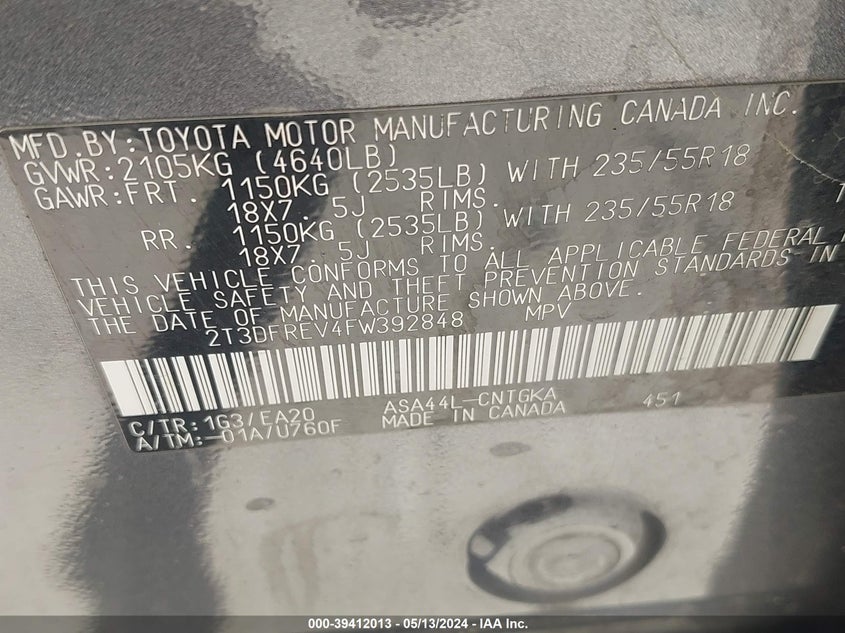 MFD.BY:TOYOTA MOTOR MANUFACTURING CANADA INC.
GVWR:2105KG (4640LB)
GAWR:FRT. 1150KG (2535LB) WITH 235/55R18
18X7.5J RIMS.
RR. 1150KG (2535LB) WITH 235/55R18
18X7.5J RIMS.
THIS VEHICLE CONFORMS TO ALL APPLICABLE FEDERAL
VEHICLE SAFETY AND THEFT PREVENTION STANDARDS IN
THE DATE OF MANUFACTURE SHOWN ABOVE.
2T3DFREV4FW392848 MPV
C/TR:1G3/EA20 ASA44L-CNTGKA 451
A/TM:-01A/U760F MADE IN CANADA
000-39412013 - 05/13/2024 - IAA Inc.